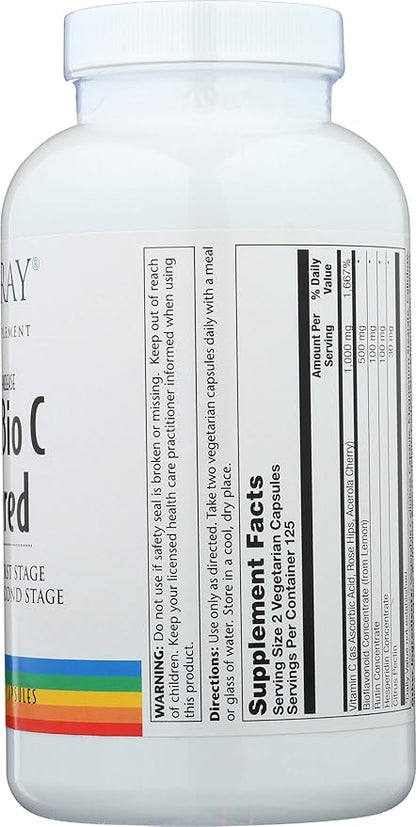 RAY®
EMENT
Bio C
red
ST STAGE
OND STAGE
CAPSULES
WARNING: Do not use if safety seal is broken or missing. Keep out of reach
of children. Keep your licensed health care practitioner informed when using
this product.
Directions: Use only as directed. Take two vegetarian capsules daily with a meal
or glass of water. Store in a cool, dry place.
Supplement Facts
Serving Size 2 Vegetarian Capsules
Servings Per Container 125
Amount Per Serving % Daily Value
Vitamin C (as Ascorbic Acid, Rose Hips, Acerola Cherry) 1,000 mg 1,667%
Bioflavonoid Concentrate (from Lemon) 500 mg *
Rutin Concentrate 100 mg *
Hesperidin Concentrate 100 mg *
Citrus Pectin 30 mg *